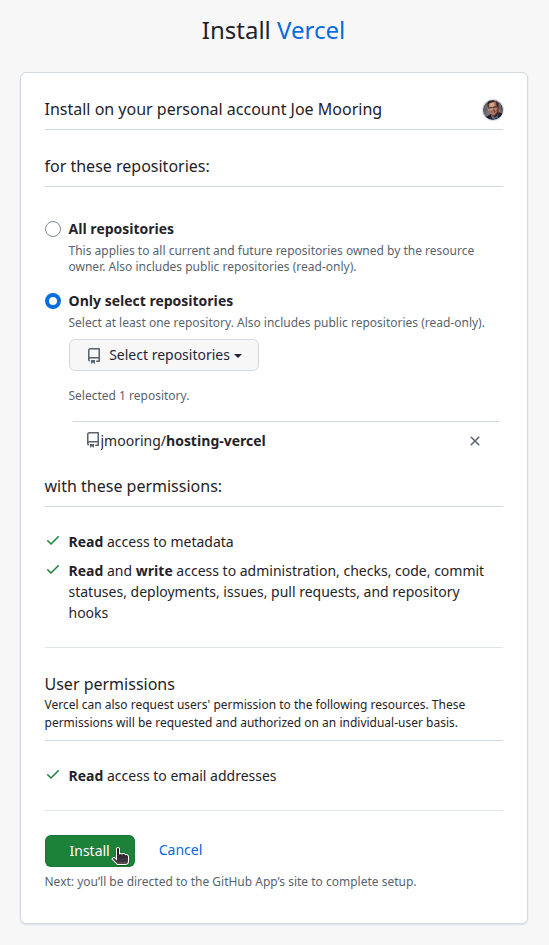 Install Vercel
Install on your personal account Joe Mooring
for these repositories:
All repositories
This applies to all current and future repositories owned by the resource
owner. Also includes public repositories (read-only).
Only select repositories
Select at least one repository. Also includes public repositories (read-only).
Select repositories
Selected 1 repository.
jmooring/hosting-vercel
with these permissions:
Read access to metadata
Read and write access to administration, checks, code, commit
statuses, deployments, issues, pull requests, and repository
hooks
User permissions
Vercel can also request users' permission to the following resources. These
permissions will be requested and authorized on an individual-user basis.
Read access to email addresses
Install
Cancel
Next: you'll be directed to the GitHub App's site to complete setup.